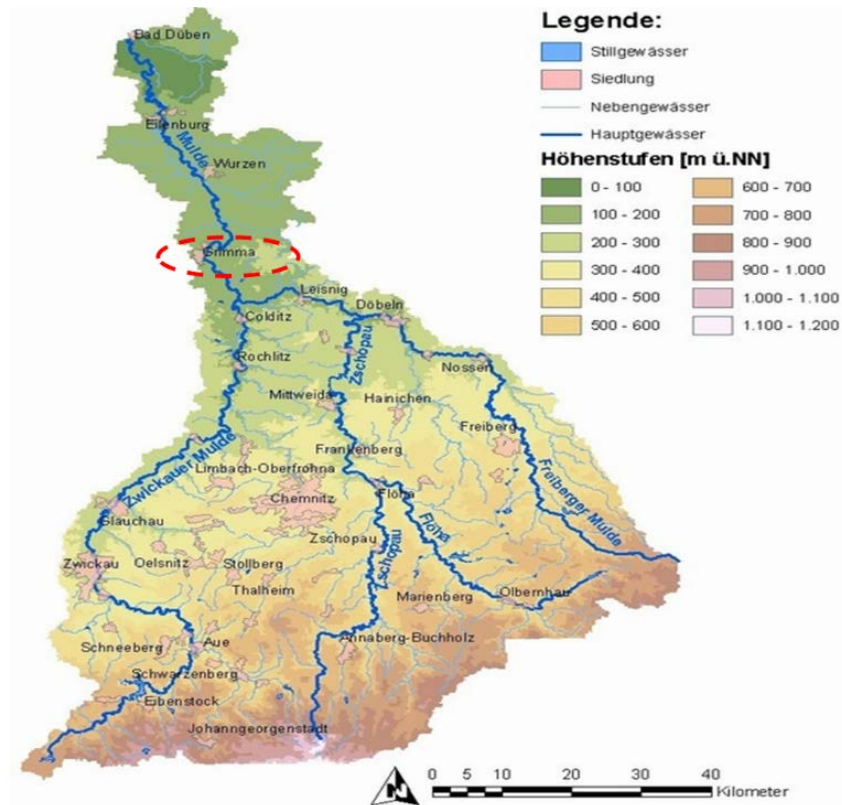 Legende:
Stillgewässer
Siedlung
Nebengewässer
Hauptgewässer
Höhenstufen [m ü.NN]
0 - 100
600 - 700
100 - 200
700 - 800
200 - 300
800 - 900
300 - 400
900 - 1.000
400 - 500
1.000 - 1.100
500 - 600
1.100 - 1.200
Bad Düben
Eilenburg
Mulde
Wurzen
Grimma
Leisnig
Döbeln
Colditz
Zschopau
Rochlitz
Nossen
Mittweida
Hainichen
Freiberg
Zwickauer Mulde
Frankenberg
Limbach-Oberfrohna
Freiberger Mulde
Chemnitz
Flöha
Glauchau
Flöha
Zschopau
Zschopau
Zwickau
Oelsnitz
Stollberg
Thalheim
Marienberg
Olbernhau
Schneeberg
Aue
Annaberg-Buchholz
Schwarzenberg
Eibenstock
Johanngeorgenstadt
N
0 5 10 20 30 40
Kilometer